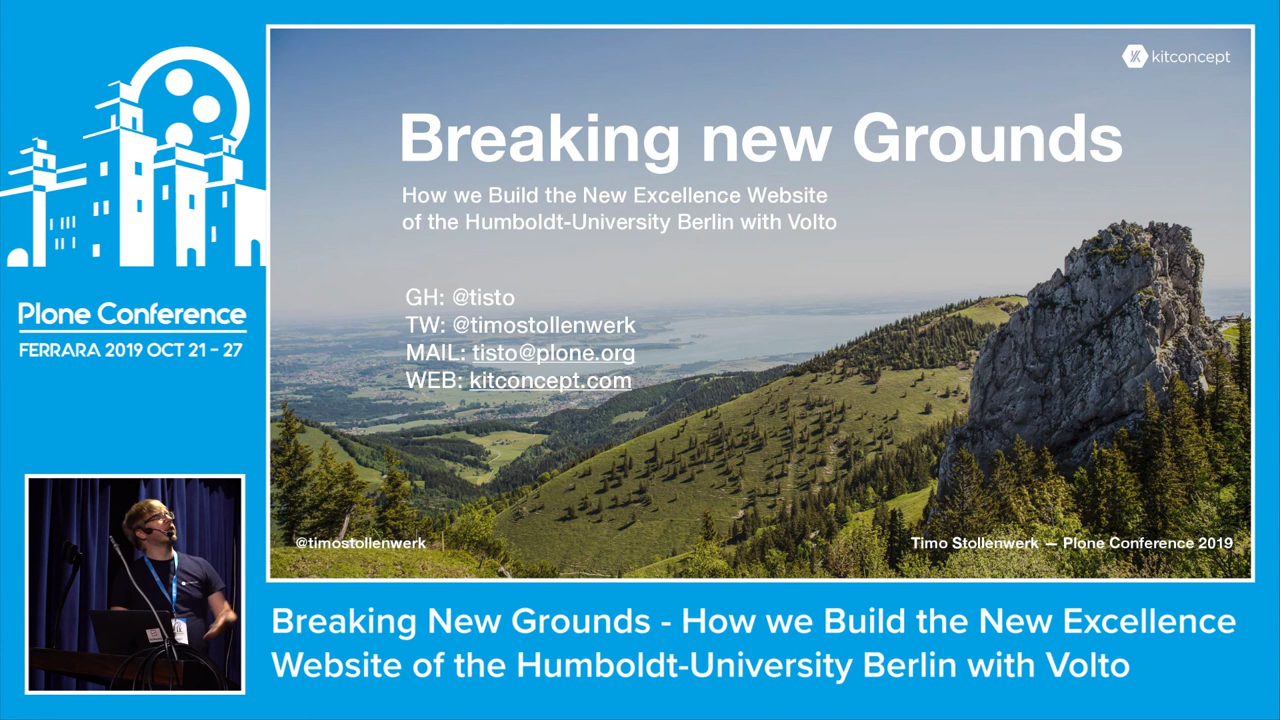 kitconcept
Breaking new Grounds
How we Build the New Excellence Website
of the Humboldt-University Berlin with Volto
GH: @tisto
TW: @timostollenwerk
MAIL: tisto@plone.org
WEB: kitconcept.com
@timostollenwerk
Timo Stollenwerk — Plone Conference 2019
Plone Conference
FERRARA 2019 OCT 21 - 27
Breaking New Grounds - How we Build the New Excellence
Website of the Humboldt-University Berlin with Volto